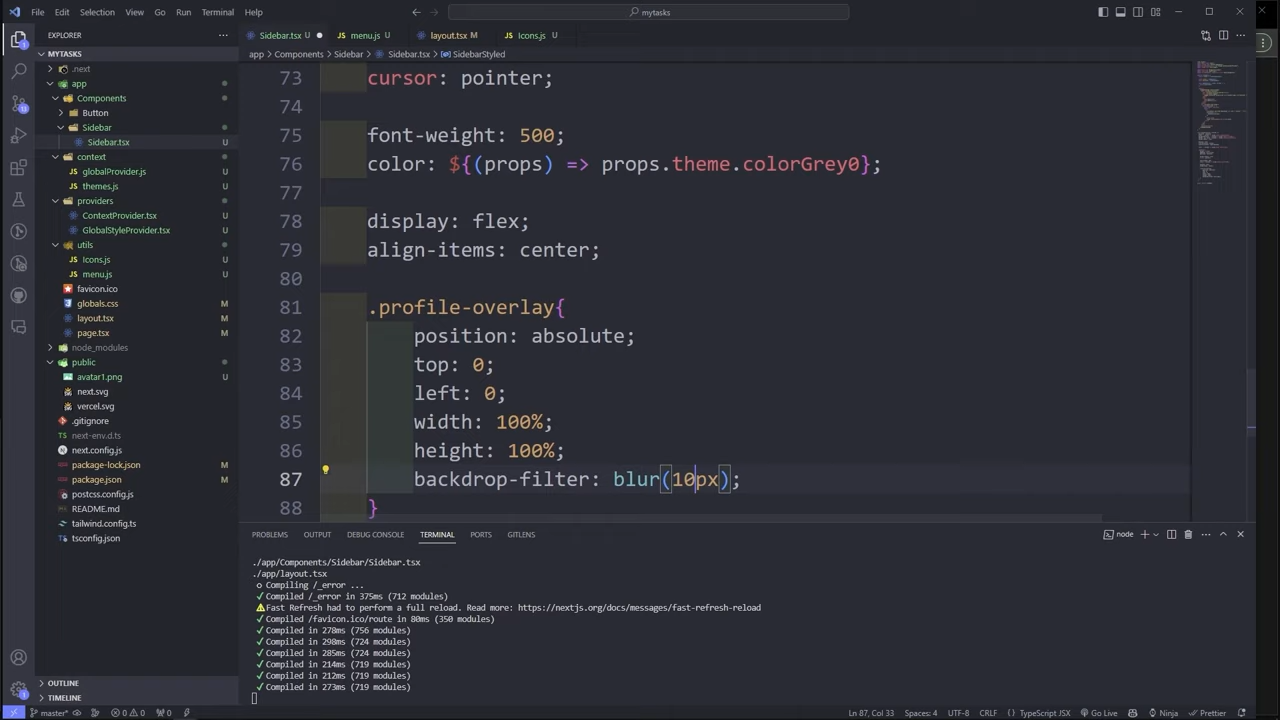 File Edit Selection View Go Run Terminal Help
mytasks
EXPLORER
MYTASKS
.next
app
Components
Button
Sidebar
Sidebar.tsx U
context
globalProvider.js U
themes.js U
providers
ContextProvider.tsx U
GlobalStyleProvider.tsx U
utils
Icons.js U
menu.js U
favicon.ico
globals.css M
layout.tsx M
page.tsx M
node_modules
public
avatar1.png U
next.svg
vercel.svg
.gitignore
next-env.d.ts
next.config.js
package-lock.json M
package.json M
postcss.config.js
README.md
tailwind.config.ts
tsconfig.json
OUTLINE
TIMELINE
Sidebar.tsx U menu.js U layout.tsx M Icons.js U
app > Components > Sidebar > Sidebar.tsx > SidebarStyled
73 cursor: pointer;
74
75 font-weight: 500;
76 color: ${(props) => props.theme.colorGrey0};
77
78 display: flex;
79 align-items: center;
80
81 .profile-overlay{
82 position: absolute;
83 top: 0;
84 left: 0;
85 width: 100%;
86 height: 100%;
87 backdrop-filter: blur(10px);
88 }
PROBLEMS OUTPUT DEBUG CONSOLE TERMINAL PORTS GITLENS
node
./app/Components/Sidebar/Sidebar.tsx
./app/layout.tsx
○ Compiling /_error ...
✓ Compiled /_error in 375ms (712 modules)
⚠ Fast Refresh had to perform a full reload. Read more: https://nextjs.org/docs/messages/fast-refresh-reload
✓ Compiled /favicon.ico/route in 80ms (350 modules)
✓ Compiled in 278ms (756 modules)
✓ Compiled in 298ms (724 modules)
✓ Compiled in 285ms (724 modules)
✓ Compiled in 214ms (719 modules)
✓ Compiled in 212ms (719 modules)
✓ Compiled in 273ms (719 modules)
master* 0 0 0 Ln 87, Col 33 Spaces: 4 UTF-8 CRLF TypeScript JSX Go Live Ninja Prettier